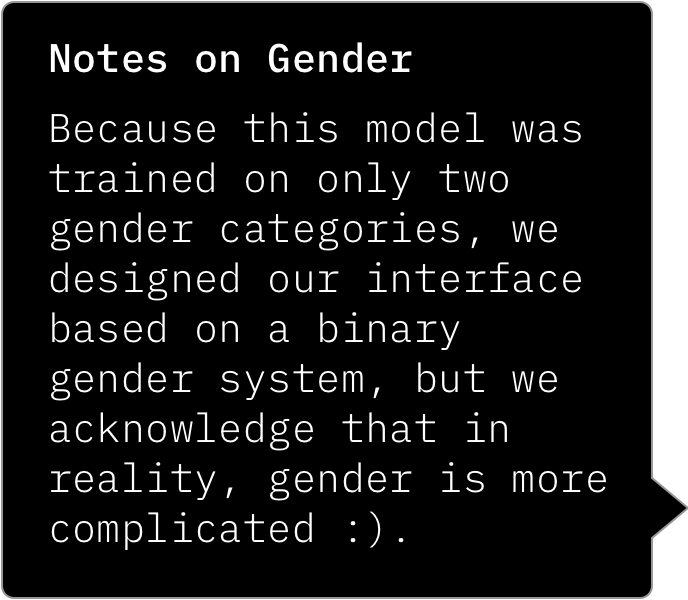 Notes on Gender
Because this model was
trained on only two
gender categories, we
designed our interface
based on a binary
gender system, but we
acknowledge that in
reality, gender is more
complicated :).